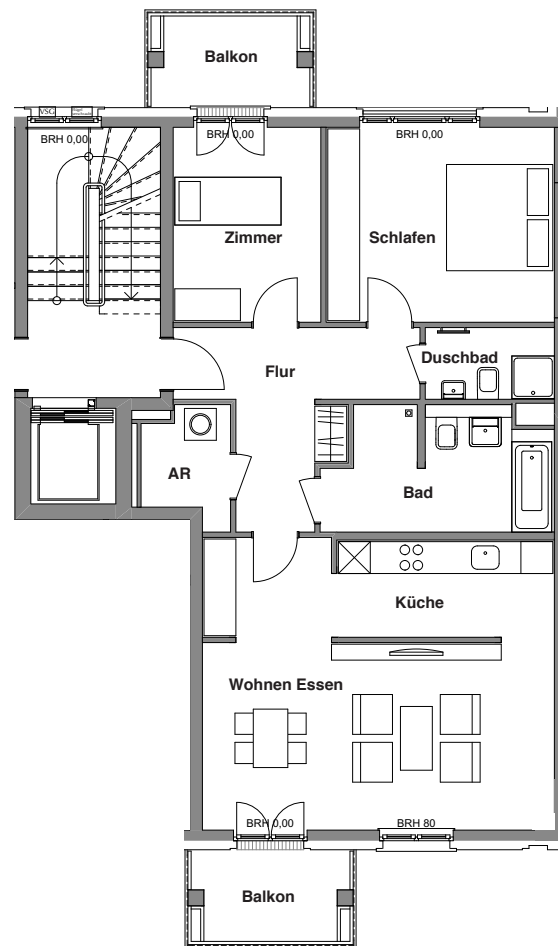 Balkon
VSG
BRH 0,00
BRH 0,00
BRH 0,00
Zimmer
Schlafen
Duschbad
Flur
AR
Bad
Küche
Wohnen Essen
BRH 0,00
BRH 80
Balkon